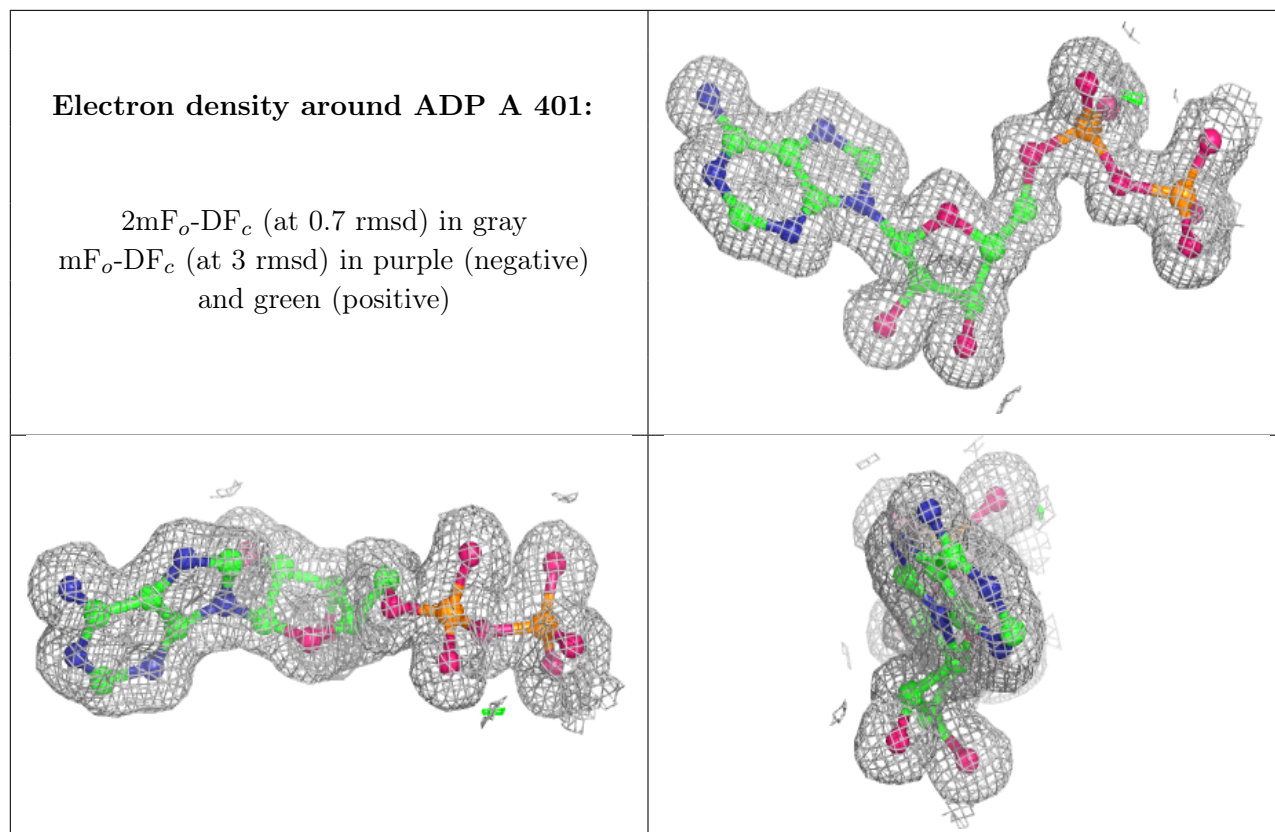 Electron density around ADP A 401:
2mFo-DFc (at 0.7 rmsd) in gray
mFo-DFc (at 3 rmsd) in purple (negative)
and green (positive)